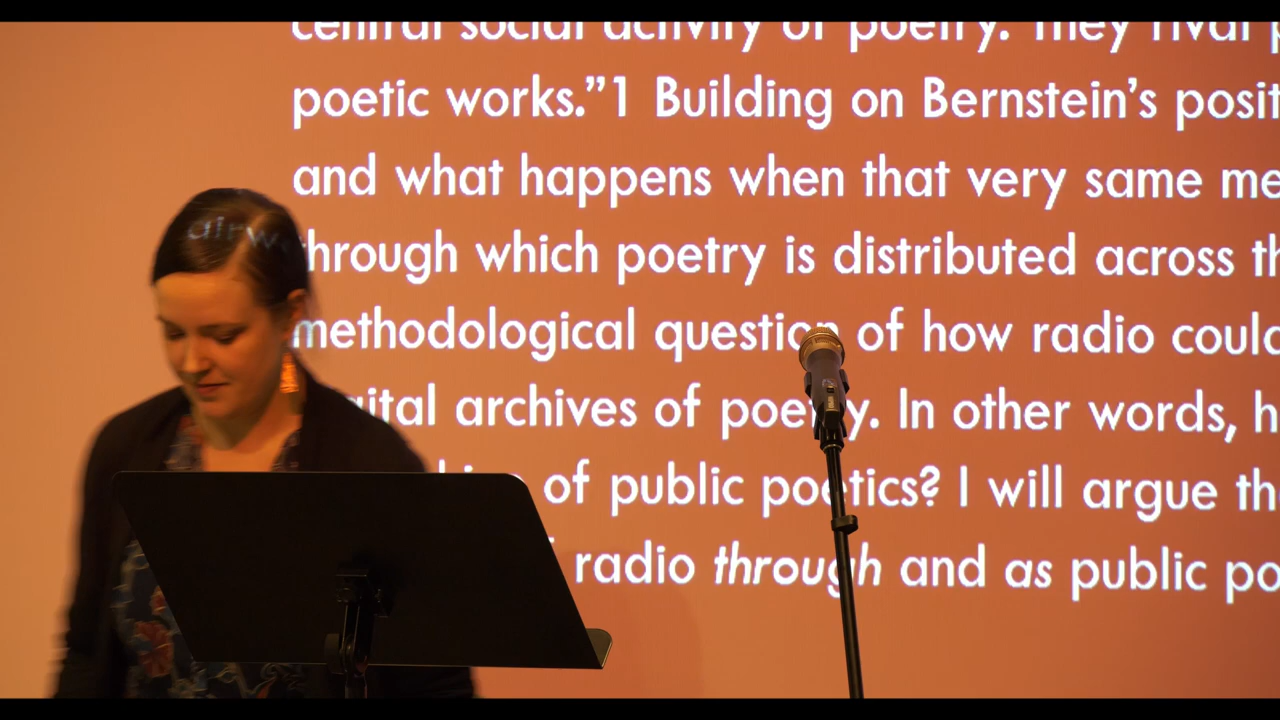 central social activity of poetry. They rival
poetic works.”1 Building on Bernstein’s posit
and what happens when that very same me
through which poetry is distributed across th
methodological question of how radio could
digital archives of poetry. In other words, h
of public poetics? I will argue th
radio through and as public po
airw